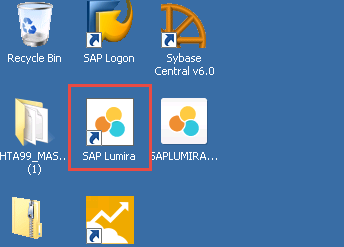 Recycle Bin
SAP Logon
Sybase
Central v6.0
HTA99_MAS...
(1)
SAP Lumira
SAPLUMIRA...